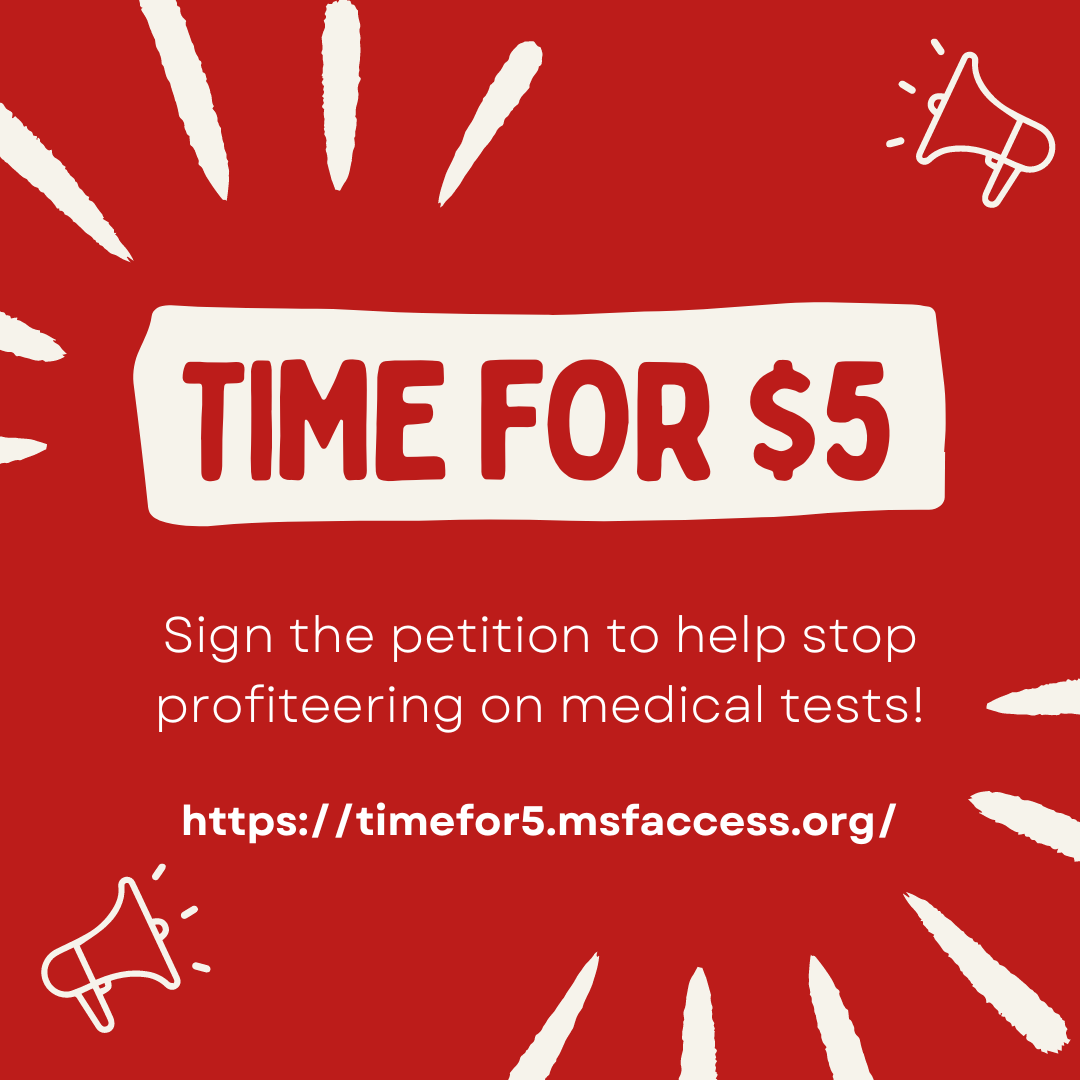 TIME FOR $5
Sign the petition to help stop
profiteering on medical tests!
https://timefor5.msfaccess.org/